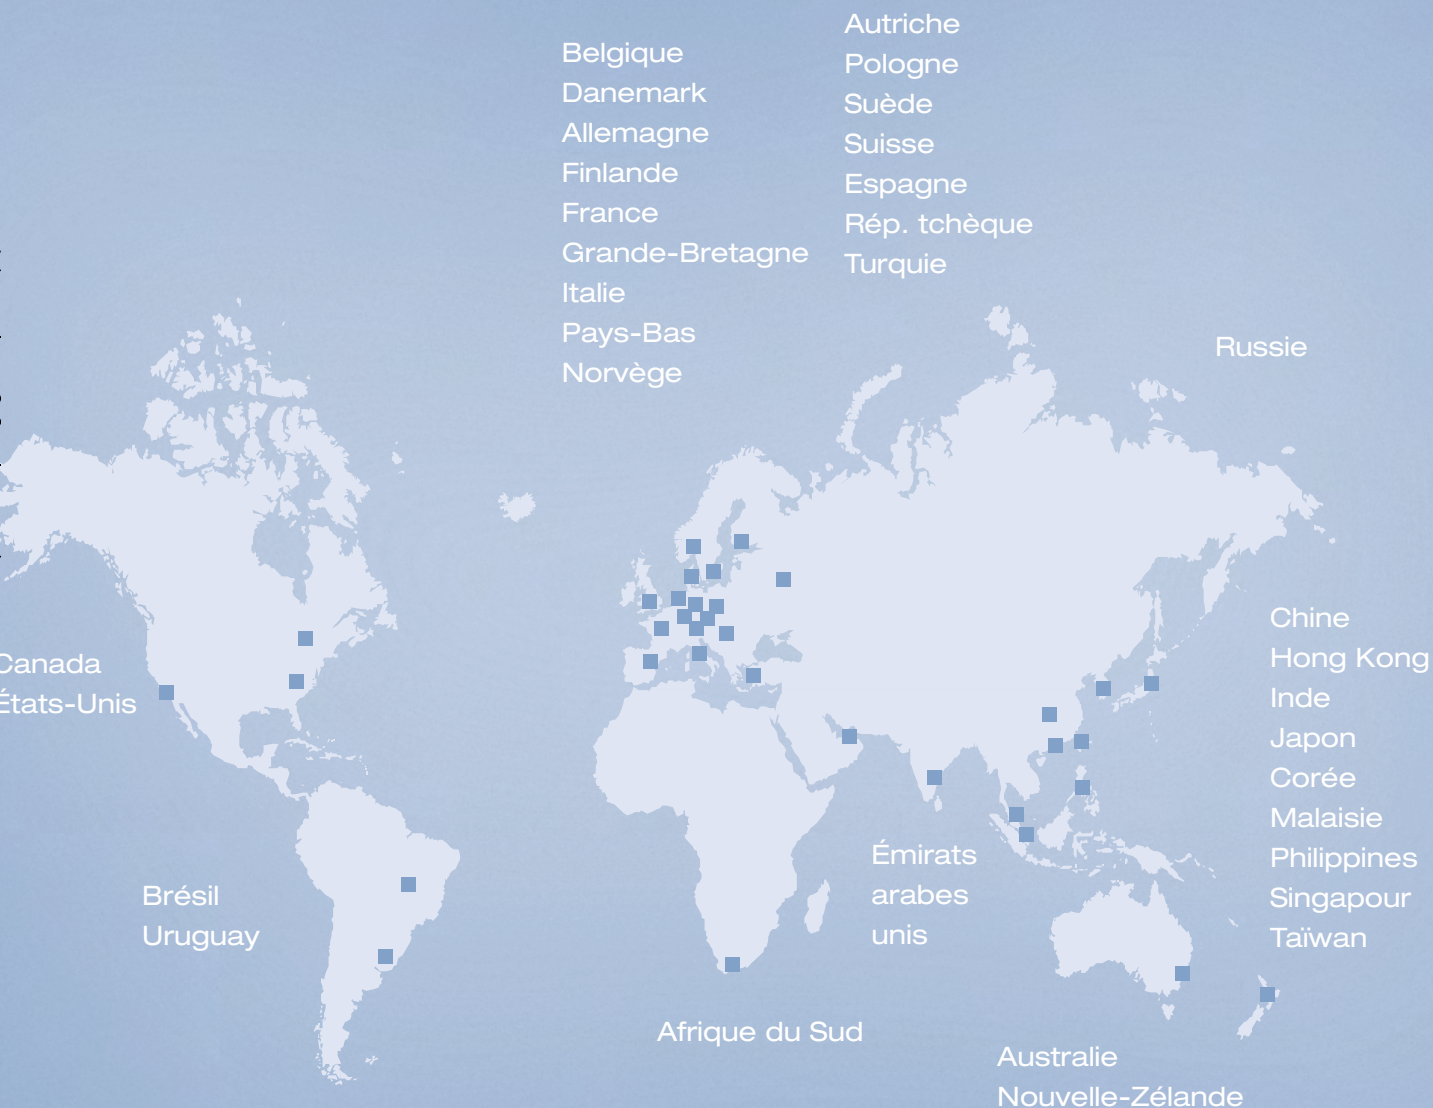 Belgique
Danemark
Allemagne
Finlande
France
Grande-Bretagne
Italie
Pays-Bas
Norvège
Autriche
Pologne
Suède
Suisse
Espagne
Rép. tchèque
Turquie
Russie
Canada
États-Unis
Chine
Hong Kong
Inde
Japon
Corée
Malaisie
Philippines
Singapour
Taïwan
Brésil
Uruguay
Émirats
arabes
unis
Afrique du Sud
Australie
Nouvelle-Zélande